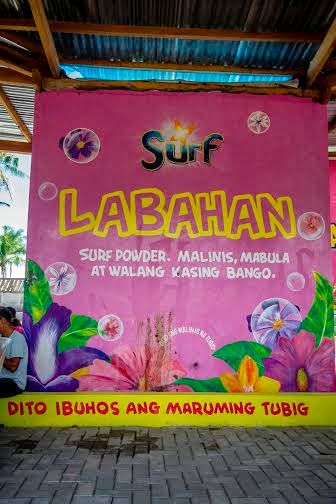 Surf
LABAHAN
SURF POWDER. MALINIS, MABULA
AT WALANG KASING BANGO.
DITO IBUHOS ANG MARUMING TUBIG